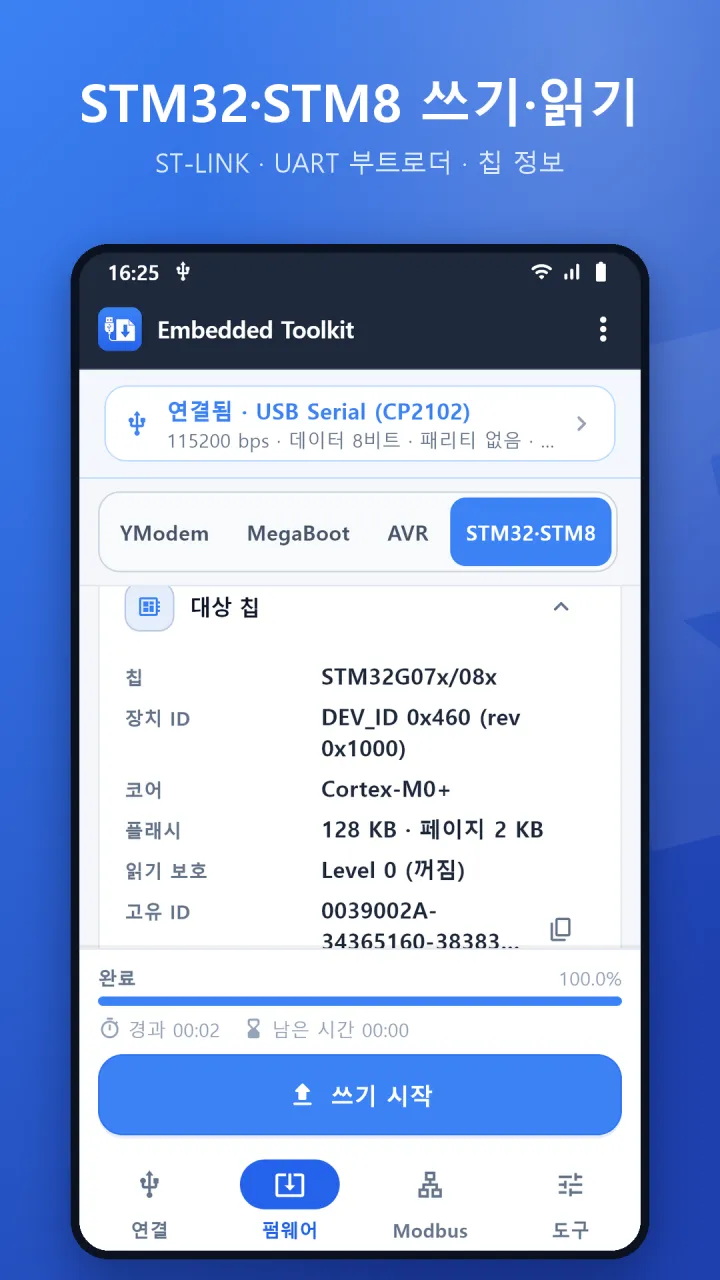 STM32·STM8 쓰기·읽기
ST-LINK · UART 부트로더 · 칩 정보
16:25
Embedded Toolkit
연결됨 · USB Serial (CP2102)
115200 bps · 데이터 8비트 · 패리티 없음 · ...
YModem MegaBoot AVR STM32·STM8
대상 칩
칩 STM32G07x/08x
장치 ID DEV_ID 0x460 (rev
0x1000)
코어 Cortex-M0+
플래시 128 KB · 페이지 2 KB
읽기 보호 Level 0 (꺼짐)
고유 ID 0039002A-
34365160-38383...
완료 100.0%
경과 00:02 남은 시간 00:00
쓰기 시작
연결 펌웨어 Modbus 도구